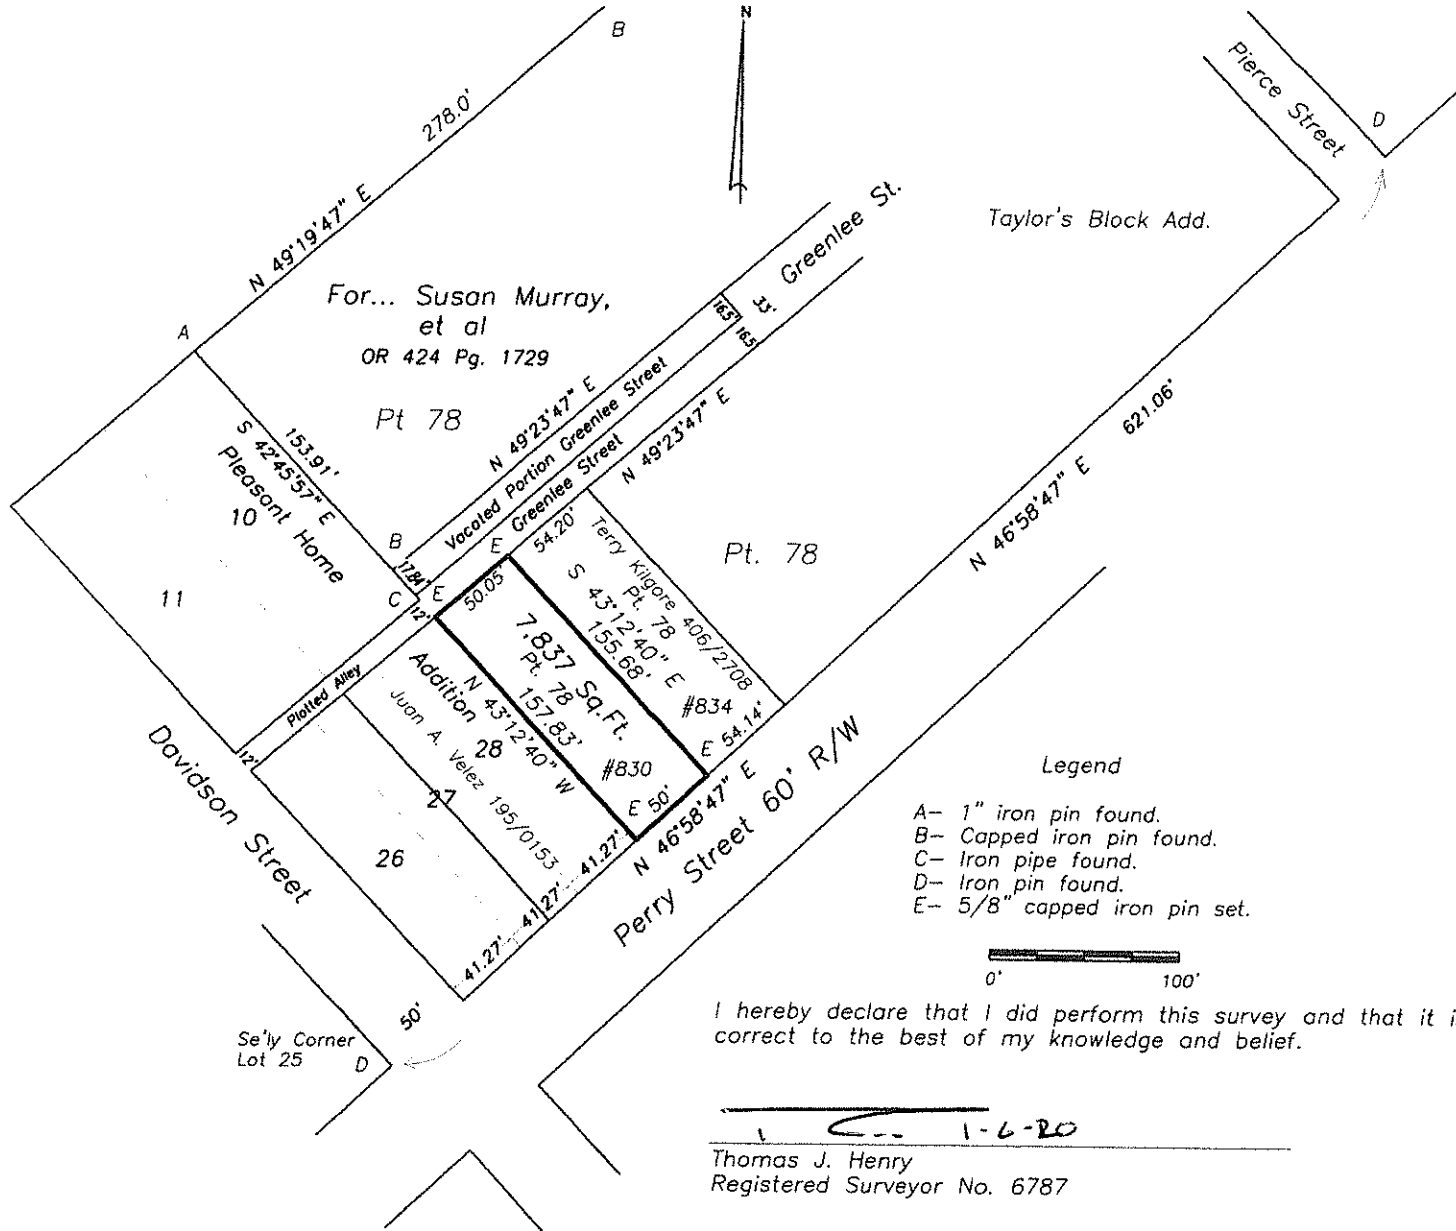 N
B
278.0'
Pierce Street
D
N 49°19'47" E
Taylor's Block Add.
Greenlee St.
For... Susan Murray,
et al
OR 424 Pg. 1729
A
16.5'
33'
16.5'
Pt 78
153.91'
S 42°45'57" E
Pleasant Home
N 49°23'47" E
Vacated Portion Greenlee Street
Greenlee Street
N 49°23'47" E
621.06'
N 46°58'47" E
10
11
B
17.84'
C
12'
E
E
50.05'
54.20'
Pt. 78
Terry Kilgore 406/2708
Pt. 78
S 43°12'40" E
155.68'
#834
54.14'
E
7,837 Sq.Ft.
Pt. 78
157.83'
N 43°12'40" W
#830
E
50'
Addition
28
Juan A. Velez 195/0153
27
26
Platted Alley
12'
Davidson Street
41.27'
41.27'
41.27'
N 46°58'47" E
Perry Street 60' R/W
50'
Se'ly Corner
Lot 25
D
Legend
A- 1" iron pin found.
B- Capped iron pin found.
C- Iron pipe found.
D- Iron pin found.
E- 5/8" capped iron pin set.
0'
100'
I hereby declare that I did perform this survey and that it i
correct to the best of my knowledge and belief.
1-6-20
Thomas J. Henry
Registered Surveyor No. 6787